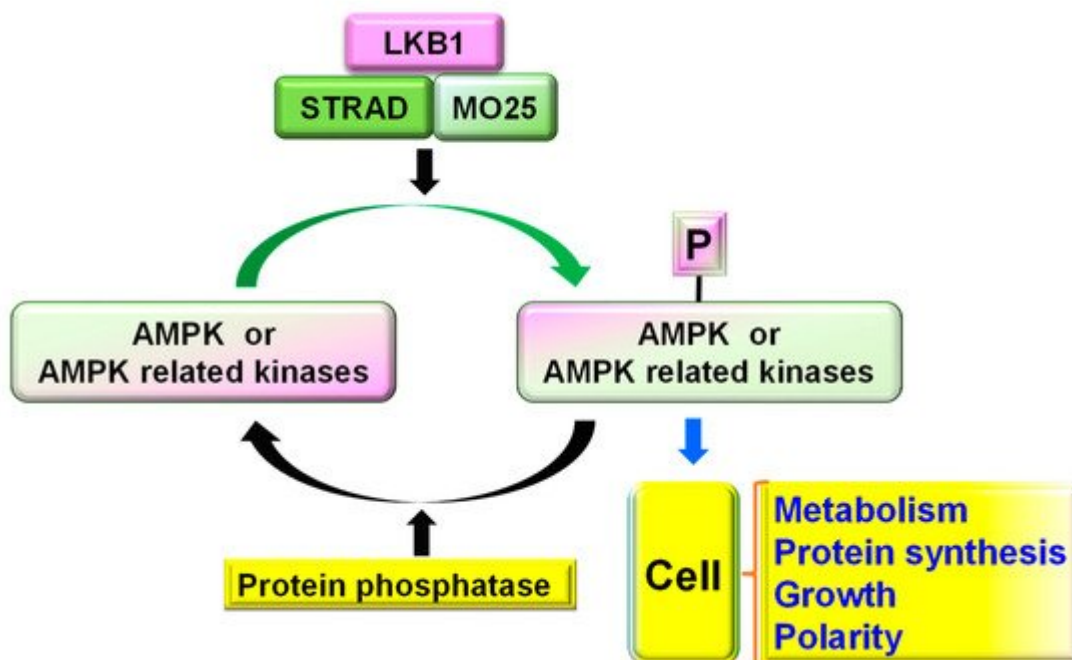 LKB1
STRAD
MO25
P
AMPK or
AMPK related kinases
AMPK or
AMPK related kinases
Protein phosphatase
Cell
Metabolism
Protein synthesis
Growth
Polarity